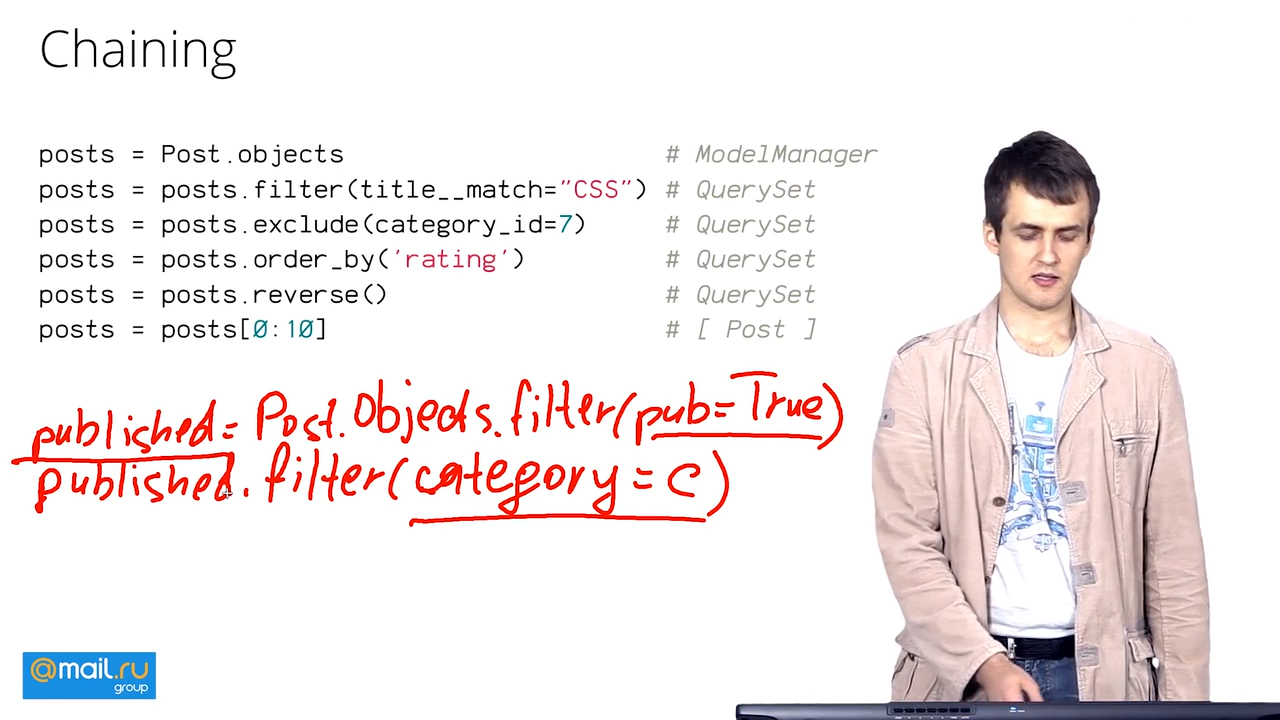 Chaining
posts = Post.objects # ModelManager
posts = posts.filter(title__match="CSS") # QuerySet
posts = posts.exclude(category_id=7) # QuerySet
posts = posts.order_by('rating') # QuerySet
posts = posts.reverse() # QuerySet
posts = posts[0:10] # [ Post ]
published = Post.Objects.filter(pub=True)
published.filter(category = C)
@mail.ru
group